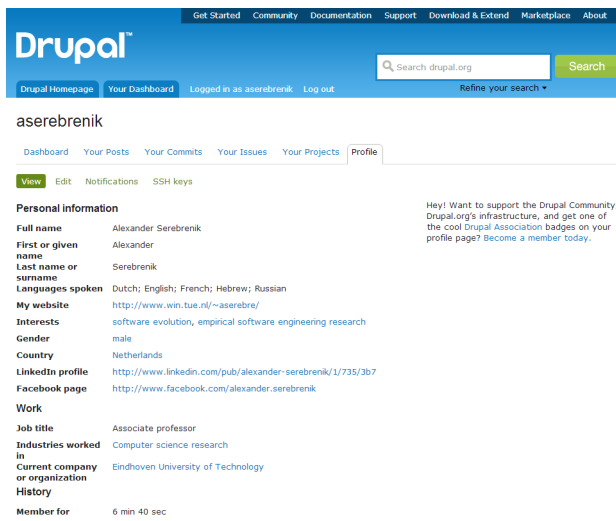 Get Started Community Documentation Support Download & Extend Marketplace About
Drupal™
Search drupal.org Search
Refine your search ▾
Drupal Homepage Your Dashboard Logged in as aserebrenik Log out
aserebrenik
Dashboard Your Posts Your Commits Your Issues Your Projects Profile
View Edit Notifications SSH keys
Personal information
Full name Alexander Serebrenik
First or given name Alexander
Last name or surname Serebrenik
Languages spoken Dutch; English; French; Hebrew; Russian
My website http://www.win.tue.nl/~aserebre/
Interests software evolution, empirical software engineering research
Gender male
Country Netherlands
LinkedIn profile http://www.linkedin.com/pub/alexander-serebrenik/1/735/3b7
Facebook page http://www.facebook.com/alexander.serebrenik
Work
Job title Associate professor
Industries worked in Computer science research
Current company or organization Eindhoven University of Technology
History
Member for 6 min 40 sec
Hey! Want to support the Drupal Community
Drupal.org's infrastructure, and get one of
the cool Drupal Association badges on your
profile page? Become a member today.